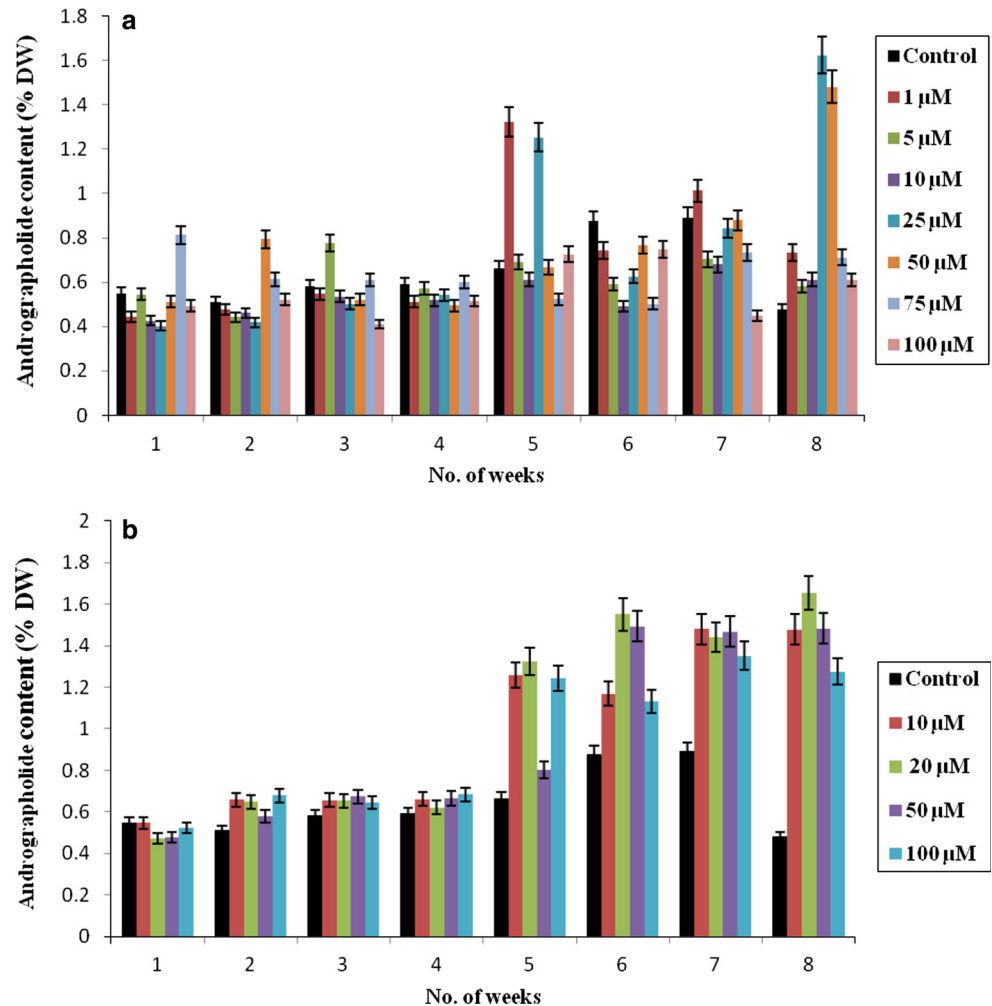 a
Andrographolide content (% DW)
1.8
1.6
1.4
1.2
1
0.8
0.6
0.4
0.2
0
1 2 3 4 5 6 7 8
No. of weeks
Control
1 µM
5 µM
10 µM
25 µM
50 µM
75 µM
100 µM
b
Andrographolide content (% DW)
2
1.8
1.6
1.4
1.2
1
0.8
0.6
0.4
0.2
0
1 2 3 4 5 6 7 8
No. of weeks
Control
10 µM
20 µM
50 µM
100 µM